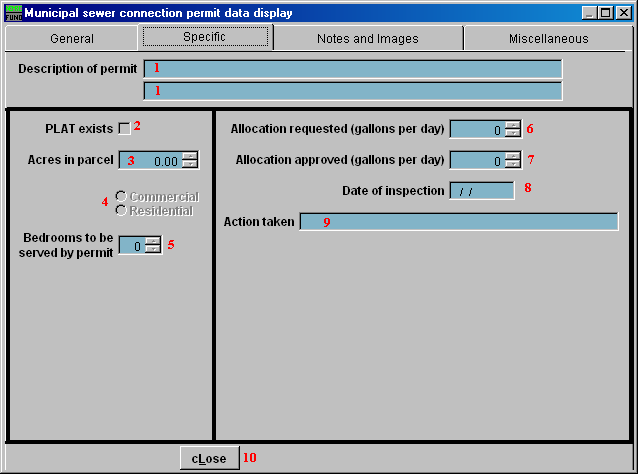 Municipal sewer connection permit data display
General Specific Notes and Images Miscellaneous
Description of permit 1
1
PLAT exists 2
Allocation requested (gallons per day) 0 6
Acres in parcel 3 0.00
Allocation approved (gallons per day) 0 7
4 Commercial
Residential
Date of inspection / / 8
Action taken 9
Bedrooms to be
served by permit 0 5
cLose 10